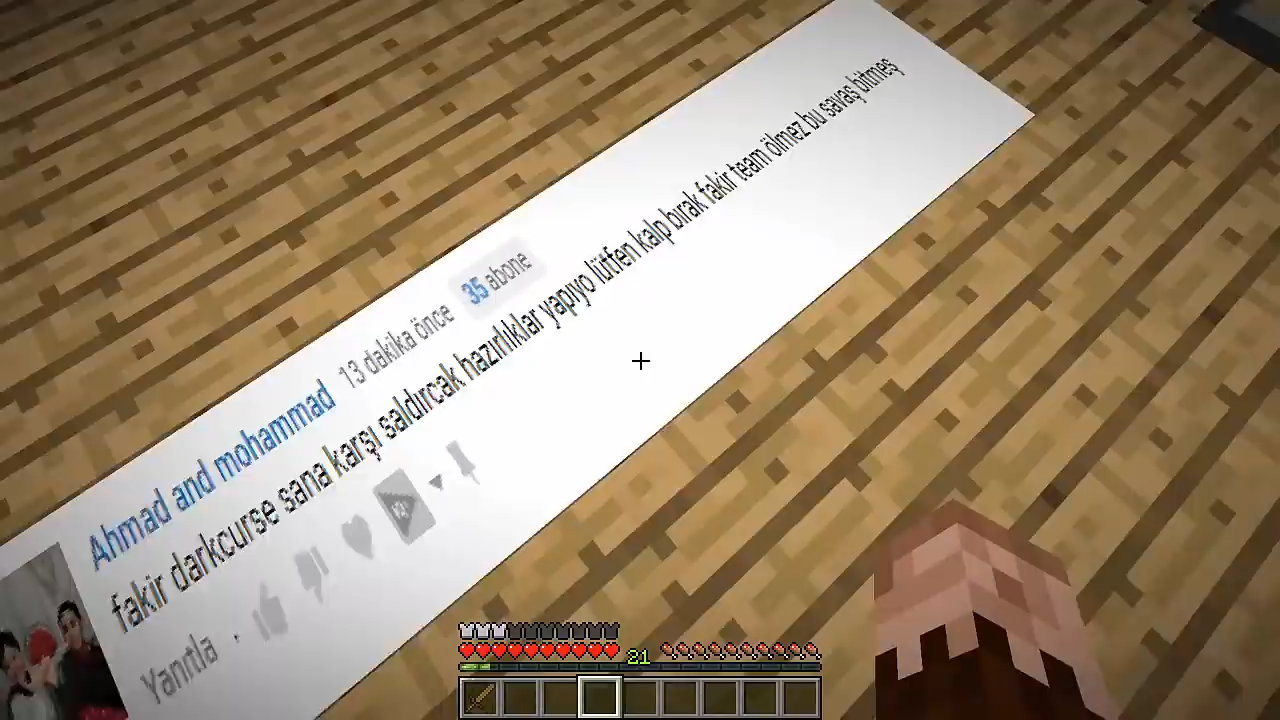 Ahmad and mohammad 13 dakika önce 35 abone
fakir darkcurse sana karşı saldırcak hazırlıklar yapıyo lütfen kalp bırak fakir team ölmez bu savaş bitmeş
Yanıtla
21